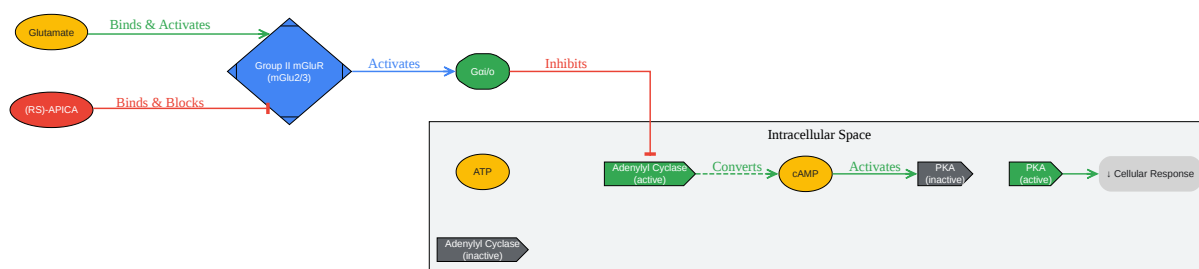 Glutamate
Binds & Activates
Group II mGluR
(mGlu2/3)
Activates
Gαi/o
Inhibits
(RS)-APICA
Binds & Blocks
Intracellular Space
ATP
Adenylyl Cyclase
(active)
Converts
cAMP
Activates
PKA
(inactive)
PKA
(active)
↓ Cellular Response
Adenylyl Cyclase
(inactive)